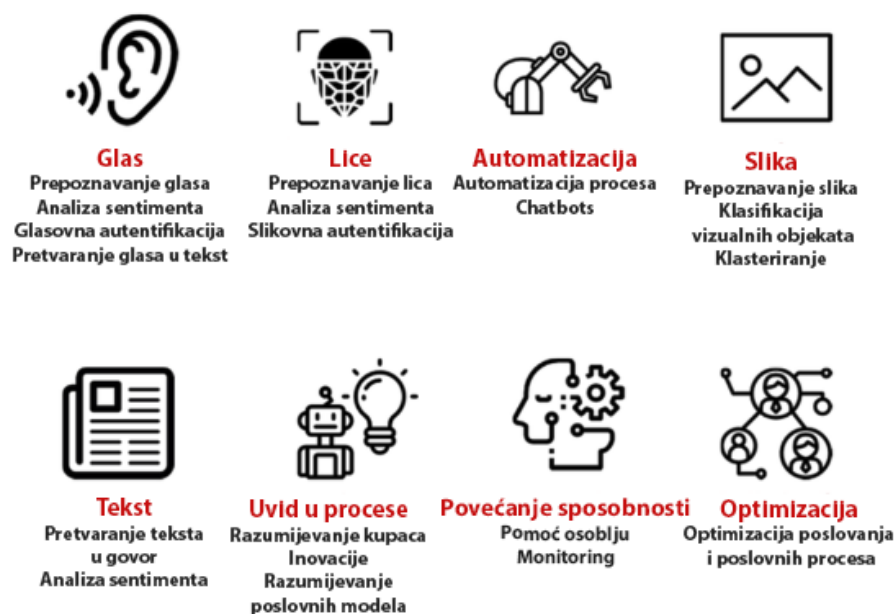 Glas
Prepoznavanje glasa
Analiza sentimenta
Glasovna autentifikacija
Pretvaranje glasa u tekst
Lice
Prepoznavanje lica
Analiza sentimenta
Slikovna autentifikacija
Automatizacija
Automatizacija procesa
Chatbots
Slika
Prepoznavanje slika
Klasifikacija
vizualnih objekata
Klasteriranje
Tekst
Pretvaranje teksta
u govor
Analiza sentimenta
Uvid u procese
Razumijevanje kupaca
Inovacije
Razumijevanje
poslovnih modela
Povećanje sposobnosti
Pomoć osoblju
Monitoring
Optimizacija
Optimizacija poslovanja
i poslovnih procesa